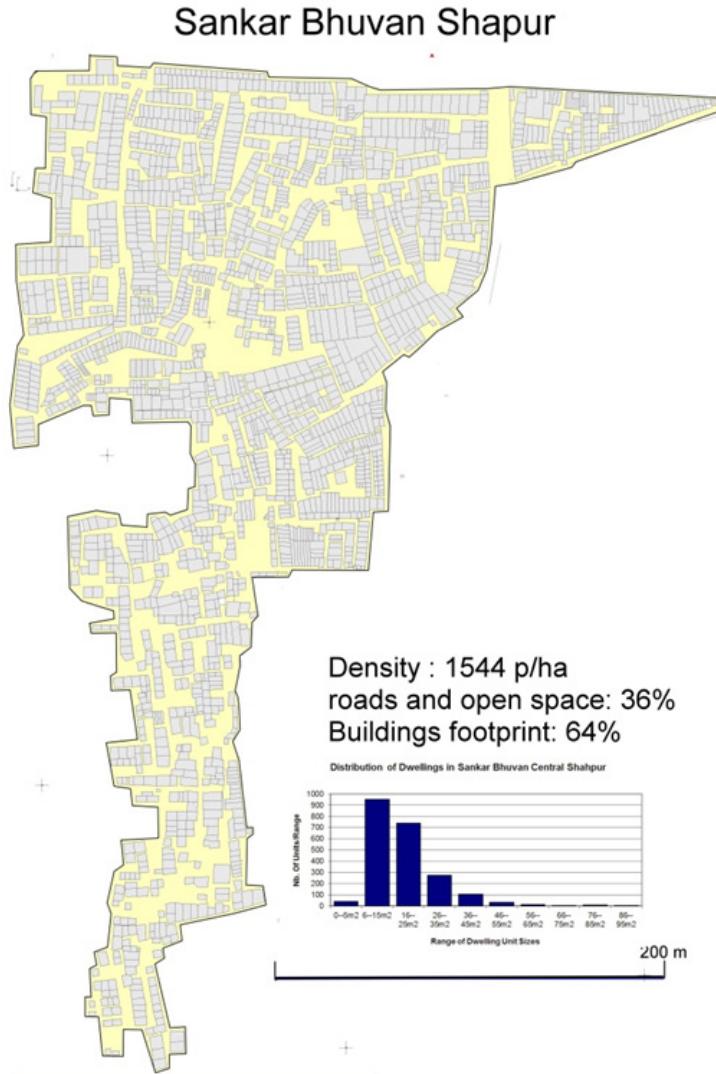 Sankar Bhuvan Shapur
Density : 1544 p/ha
roads and open space: 36%
Buildings footprint: 64%
Distribution of Dwellings in Sankar Bhuvan Central Shahpur
Nb. Of Units/Range
1000
900
800
700
600
500
400
300
200
100
0
0--5m2 6--15m2 16--25m2 26--35m2 36--45m2 46--55m2 56--65m2 66--75m2 76--85m2 86--95m2
Range of Dwelling Unit Sizes
200 m